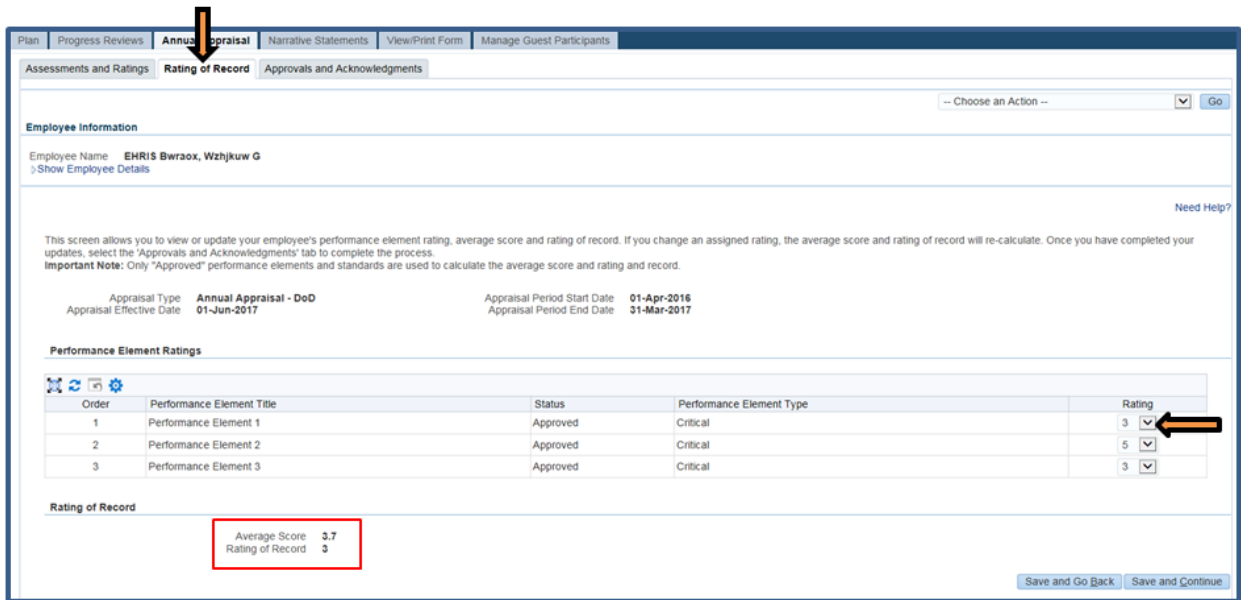 Plan Progress Reviews Annual Appraisal Narrative Statements View/Print Form Manage Guest Participants
Assessments and Ratings Rating of Record Approvals and Acknowledgments
-- Choose an Action -- Go
Employee Information
Employee Name EHRIS Bwraox, Wzhjkuw G
Show Employee Details
Need Help?
This screen allows you to view or update your employee's performance element rating, average score and rating of record. If you change an assigned rating, the average score and rating of record will re-calculate. Once you have completed your
updates, select the 'Approvals and Acknowledgments' tab to complete the process.
Important Note: Only "Approved" performance elements and standards are used to calculate the average score and rating and record.
Appraisal Type Annual Appraisal - DoD Appraisal Period Start Date 01-Apr-2016
Appraisal Effective Date 01-Jun-2017 Appraisal Period End Date 31-Mar-2017
Performance Element Ratings
Order Performance Element Title Status Performance Element Type Rating
1 Performance Element 1 Approved Critical 3
2 Performance Element 2 Approved Critical 5
3 Performance Element 3 Approved Critical 3
Rating of Record
Average Score 3.7
Rating of Record 3
Save and Go Back Save and Continue